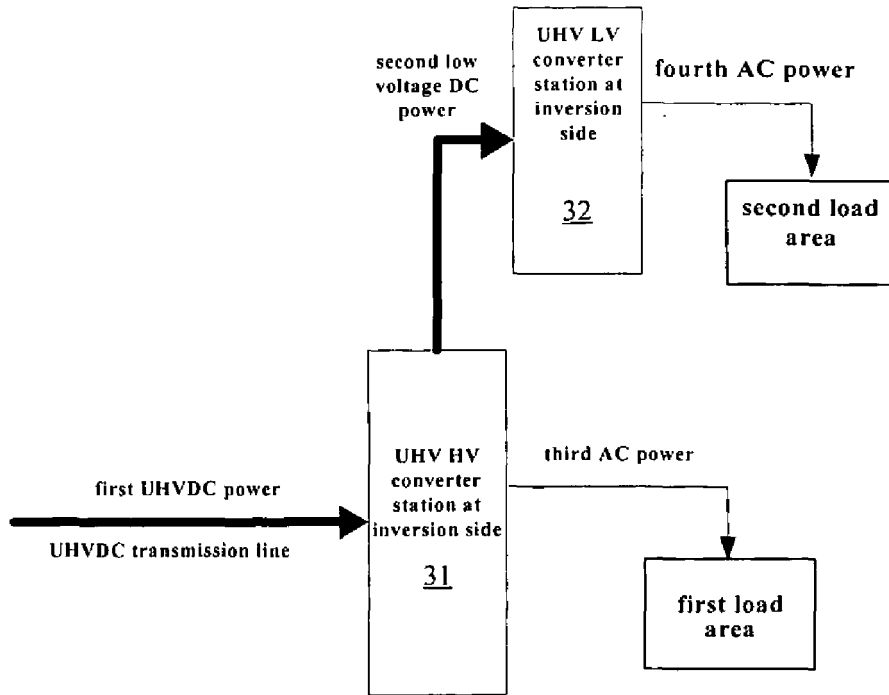 second low
voltage DC
power
UHV LV
converter
station at
inversion
side
32
fourth AC power
second load
area
first UHVDC power
UHVDC transmission line
UHV HV
converter
station at
inversion side
31
third AC power
first load
area